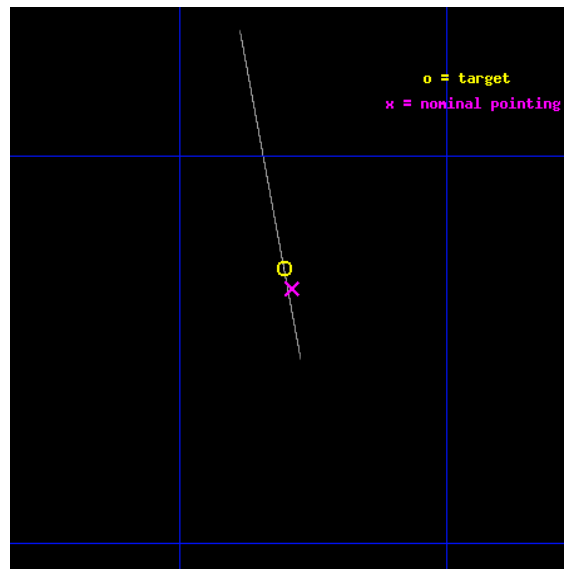 o = target
x = nominal pointing